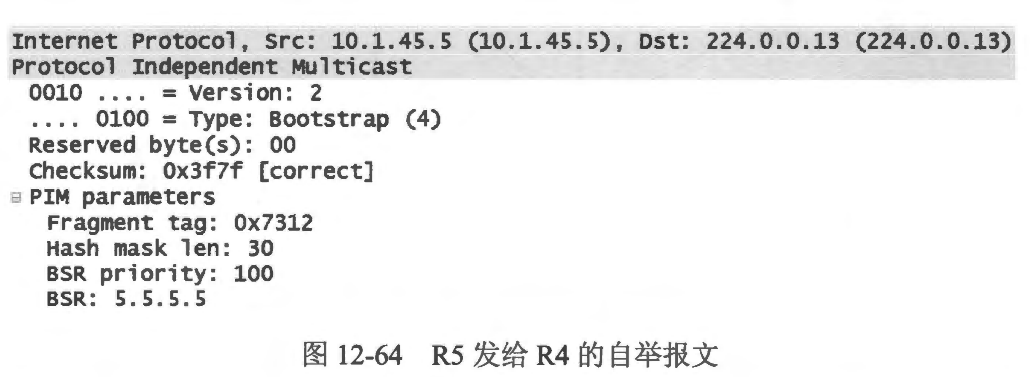 Internet Protocol, Src: 10.1.45.5 (10.1.45.5), Dst: 224.0.0.13 (224.0.0.13)
Protocol Independent Multicast
0010 .... = Version: 2
.... 0100 = Type: Bootstrap (4)
Reserved byte(s): 00
Checksum: 0x3f7f [correct]
PIM parameters
Fragment tag: 0x7312
Hash mask len: 30
BSR priority: 100
BSR: 5.5.5.5
图 12-64 R5 发给 R4 的自举报文